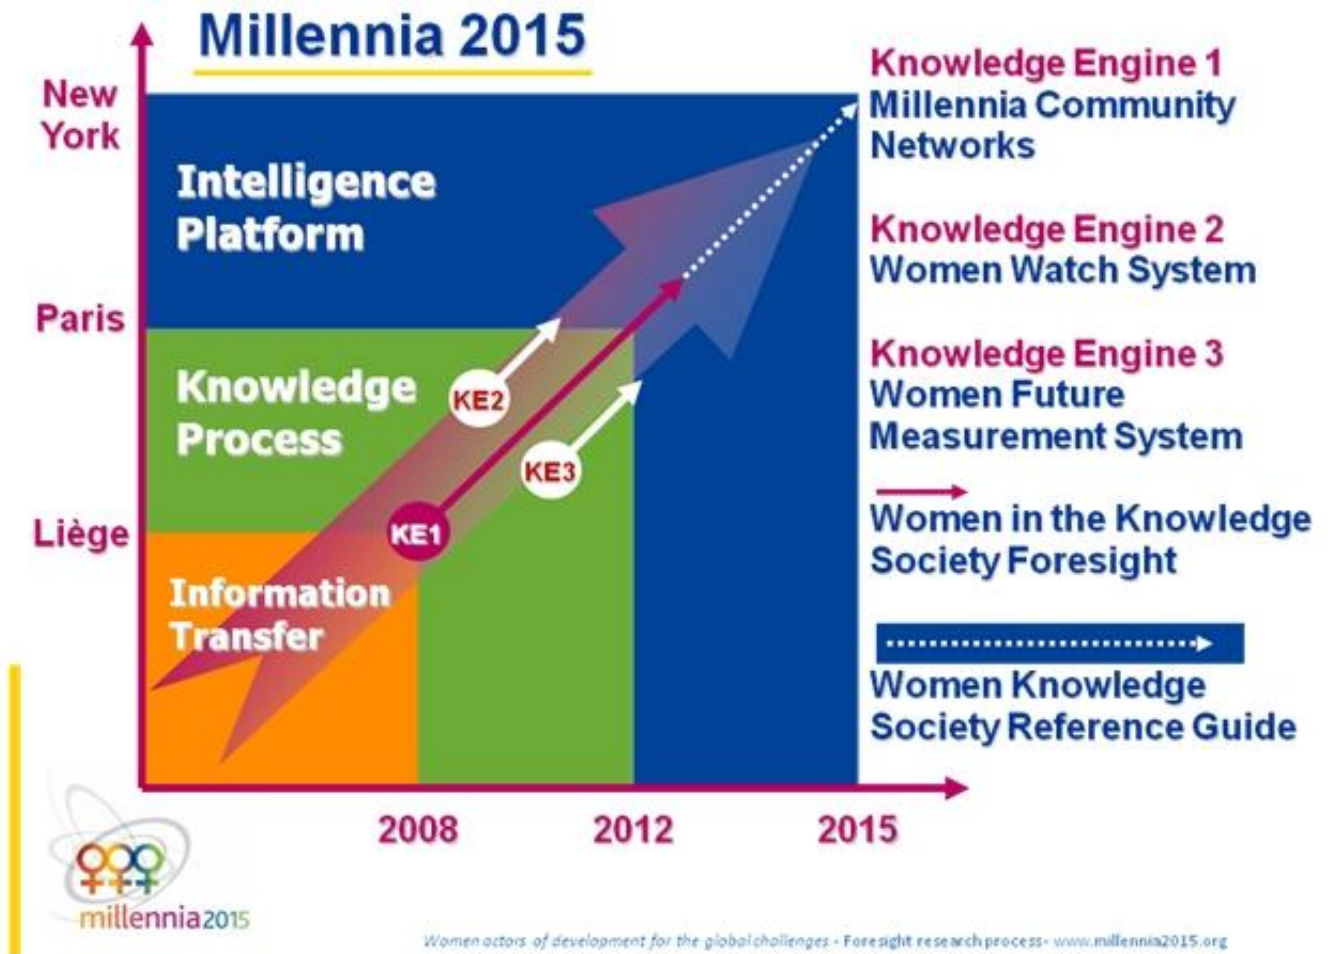 Millennia 2015
New
York
Paris
Liège
Intelligence
Platform
Knowledge
Process
Information
Transfer
KE2
KE3
KE1
2008
2012
2015
Knowledge Engine 1
Millennia Community
Networks
Knowledge Engine 2
Women Watch System
Knowledge Engine 3
Women Future
Measurement System
Women in the Knowledge
Society Foresight
Women Knowledge
Society Reference Guide
millennia2015
Women actors of development for the global challenges - Foresight research process- www.millennia2015.org